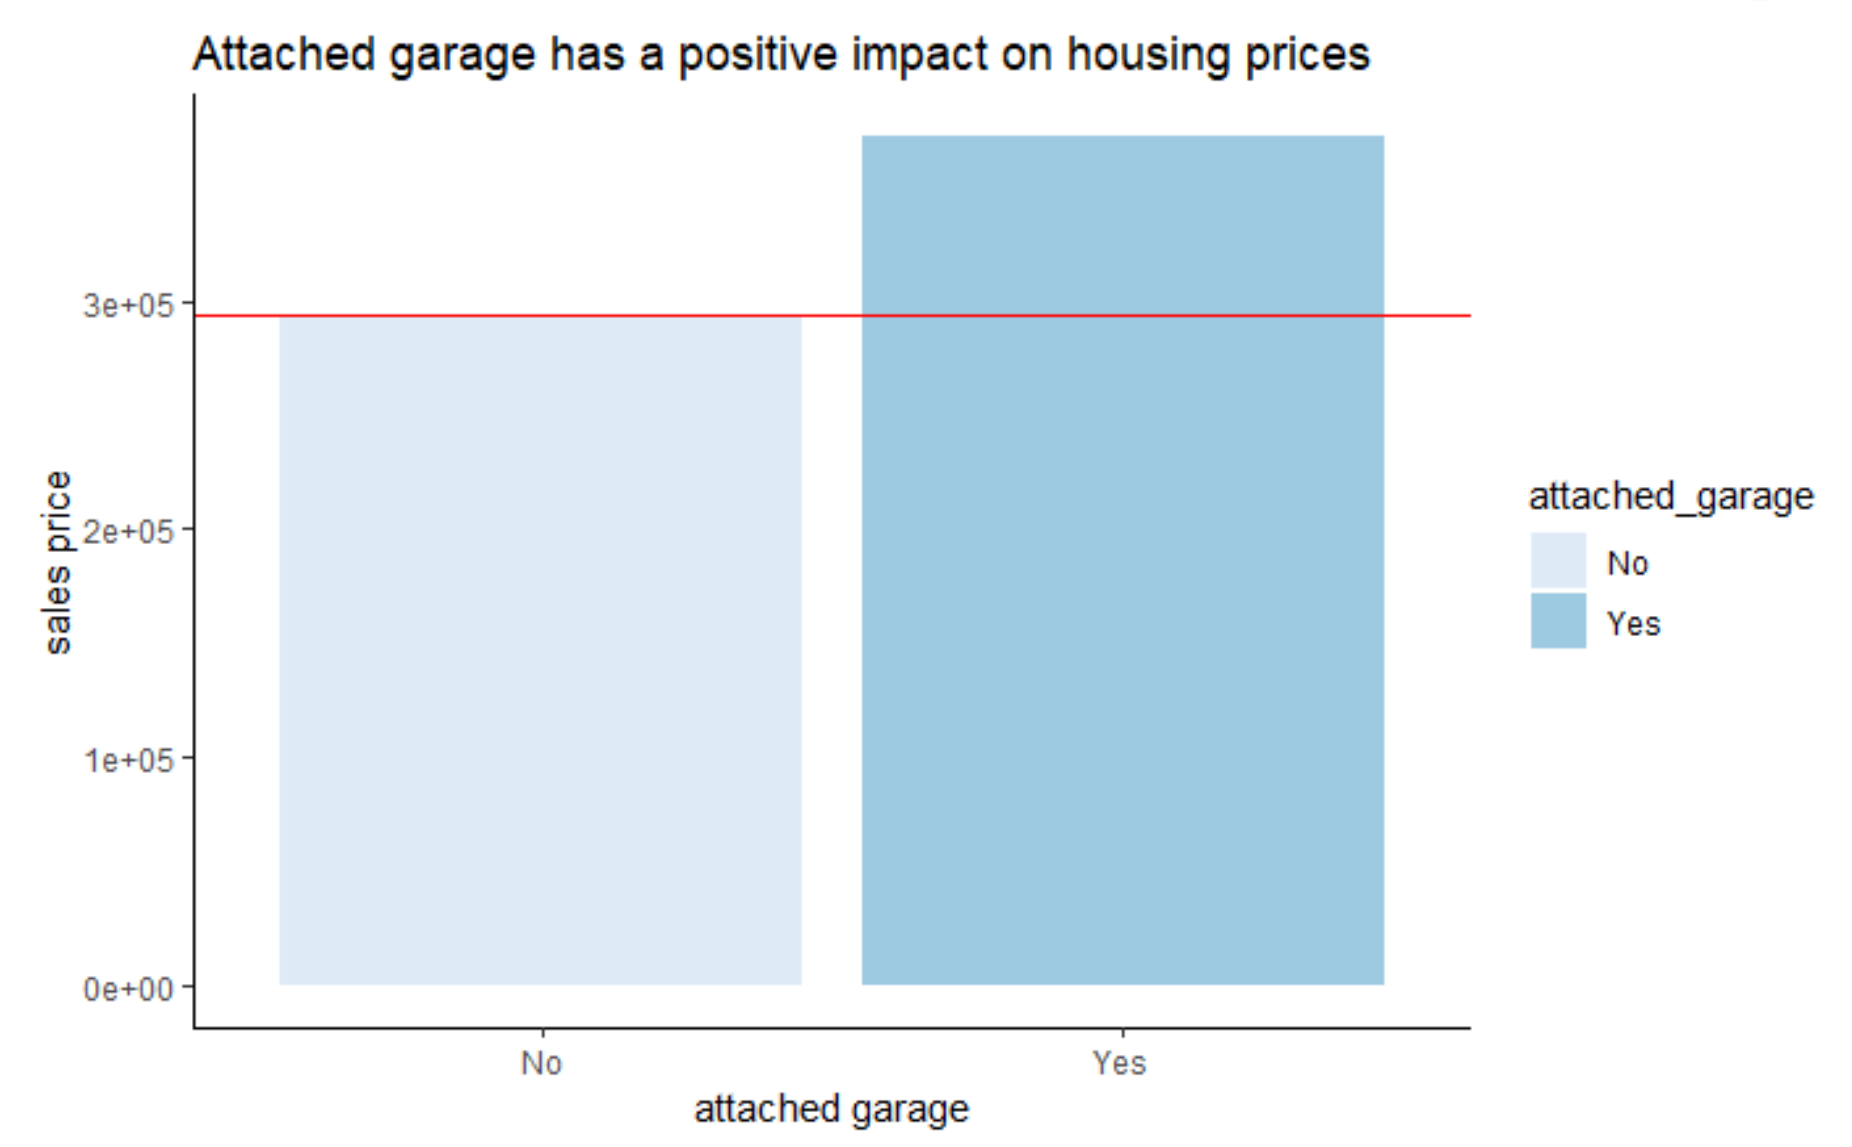 Attached garage has a positive impact on housing prices
3e+05
2e+05
1e+05
0e+00
sales price
No
Yes
attached garage
attached_garage
No
Yes